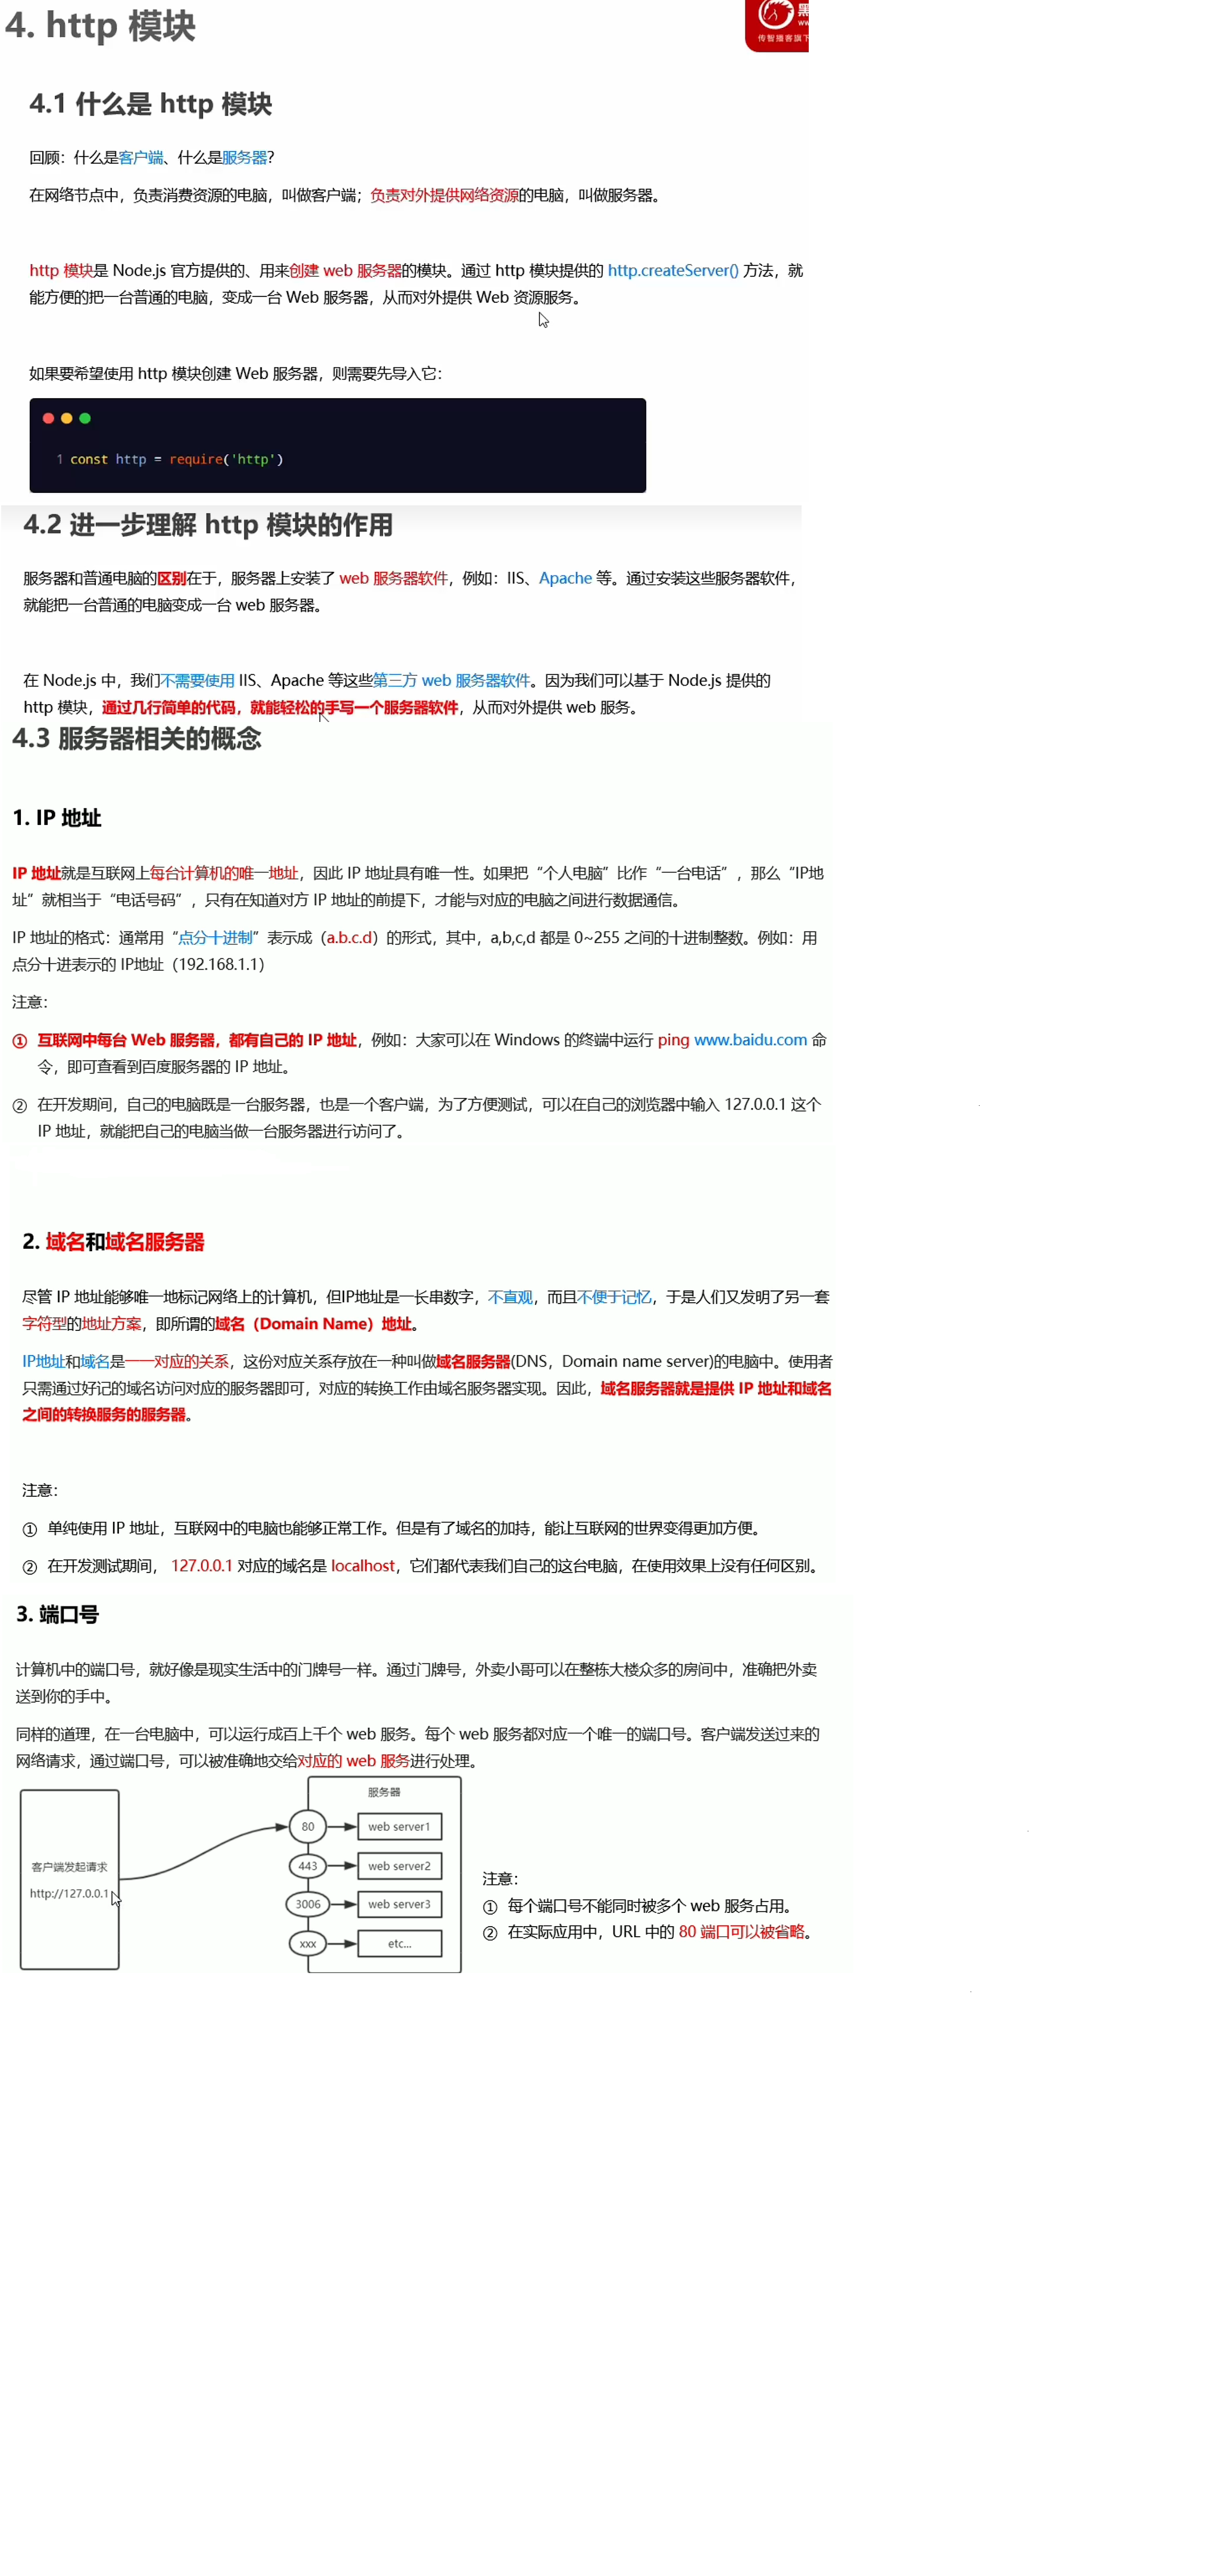 4. http 模块
黑
传智播客旗下
4.1 什么是 http 模块
回顾：什么是客户端、什么是服务器？
在网络节点中，负责消费资源的电脑，叫做客户端；负责对外提供网络资源的电脑，叫做服务器。
http 模块是 Node.js 官方提供的、用来创建 web 服务器的模块。通过 http 模块提供的 http.createServer() 方法，就
能方便的把一台普通的电脑，变成一台 Web 服务器，从而对外提供 Web 资源服务。
如果要希望使用 http 模块创建 Web 服务器，则需要先导入它：
1 const http = require('http')
4.2 进一步理解 http 模块的作用
服务器和普通电脑的区别在于，服务器上安装了 web 服务器软件，例如：IIS、Apache 等。通过安装这些服务器软件，
就能把一台普通的电脑变成一台 web 服务器。
在 Node.js 中，我们不需要使用 IIS、Apache 等这些第三方 web 服务器软件。因为我们可以基于 Node.js 提供的
http 模块，通过几行简单的代码，就能轻松的手写一个服务器软件，从而对外提供 web 服务。
4.3 服务器相关的概念
1. IP 地址
IP 地址就是互联网上每台计算机的唯一地址，因此 IP 地址具有唯一性。如果把“个人电脑”比作“一台电话”，那么“IP地
址”就相当于“电话号码”，只有在知道对方 IP 地址的前提下，才能与对应的电脑之间进行数据通信。
IP 地址的格式：通常用“点分十进制”表示成（a.b.c.d）的形式，其中，a,b,c,d 都是 0~255 之间的十进制整数。例如：用
点分十进表示的 IP地址（192.168.1.1）
注意：
① 互联网中每台 Web 服务器，都有自己的 IP 地址，例如：大家可以在 Windows 的终端中运行 ping www.baidu.com 命
令，即可查看到百度服务器的 IP 地址。
② 在开发期间，自己的电脑既是一台服务器，也是一个客户端，为了方便测试，可以在自己的浏览器中输入 127.0.0.1 这个
IP 地址，就能把自己的电脑当做一台服务器进行访问了。
2. 域名和域名服务器
尽管 IP 地址能够唯一地标记网络上的计算机，但IP地址是一长串数字，不直观，而且不便于记忆，于是人们又发明了另一套
字符型的地址方案，即所谓的域名（Domain Name）地址。
IP地址和域名是一一对应的关系，这份对应关系存放在一种叫做域名服务器(DNS，Domain name server)的电脑中。使用者
只需通过好记的域名访问对应的服务器即可，对应的转换工作由域名服务器实现。因此，域名服务器就是提供 IP 地址和域名
之间的转换服务的服务器。
注意：
① 单纯使用 IP 地址，互联网中的电脑也能够正常工作。但是有了域名的加持，能让互联网的世界变得更加方便。
② 在开发测试期间， 127.0.0.1 对应的域名是 localhost，它们都代表我们自己的这台电脑，在使用效果上没有任何区别。
3. 端口号
计算机中的端口号，就好像是现实生活中的门牌号一样。通过门牌号，外卖小哥可以在整栋大楼众多的房间中，准确把外卖
送到你的手中。
同样的道理，在一台电脑中，可以运行成百上千个 web 服务。每个 web 服务都对应一个唯一的端口号。客户端发送过来的
网络请求，通过端口号，可以被准确地交给对应的 web 服务进行处理。
客户端发起请求
http://127.0.0.1
服务器
80
web server1
443
web server2
3006
web server3
xxx
etc...
注意：
① 每个端口号不能同时被多个 web 服务占用。
② 在实际应用中，URL 中的 80 端口可以被省略。